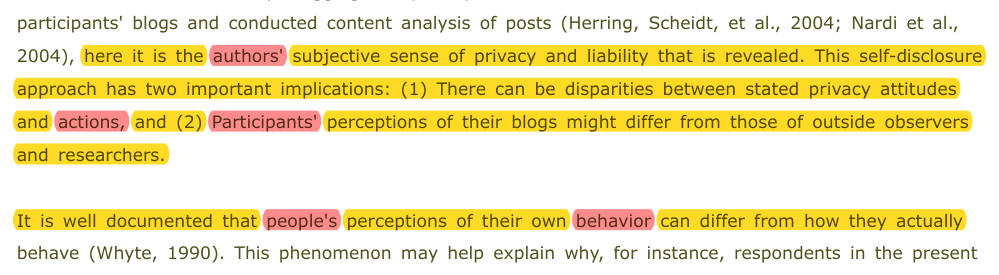 participants' blogs and conducted content analysis of posts (Herring, Scheidt, et al., 2004; Nardi et al.,
2004), here it is the authors' subjective sense of privacy and liability that is revealed. This self-disclosure
approach has two important implications: (1) There can be disparities between stated privacy attitudes
and actions, and (2) Participants' perceptions of their blogs might differ from those of outside observers
and researchers.
It is well documented that people's perceptions of their own behavior can differ from how they actually
behave (Whyte, 1990). This phenomenon may help explain why, for instance, respondents in the present